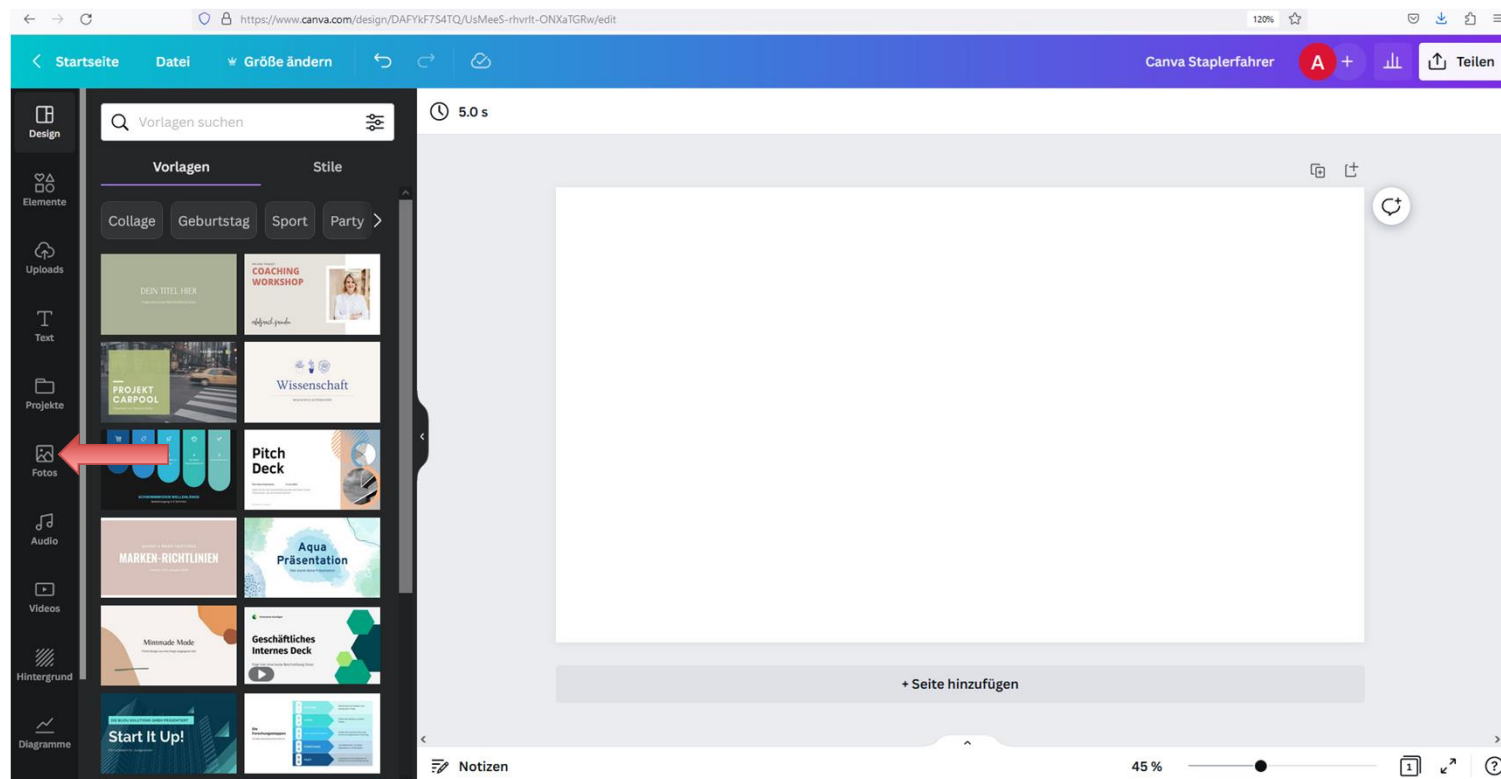 https://www.canva.com/design/DAFYkF7S4TQ/UsMeeS-rhvrlt-ONXaTGRw/edit
120%
Startseite Datei Größe ändern
Canva Staplerfahrer A + Teilen
Design
Elemente
Uploads
Text
Projekte
Fotos
Audio
Videos
Hintergrund
Diagramme
Vorlagen suchen
Vorlagen Stile
Collage Geburtstag Sport Party
DEIN TITEL HIER
COACHING
WORKSHOP
PROJEKT
CARPOOL
Wissenschaft
Pitch
Deck
MARKEN-RICHTLINIEN
Aqua
Präsentation
Mintmade Mode
Geschäftliches
Internes Deck
Start It Up!
5.0 s
+ Seite hinzufügen
Notizen
45 %
1
?